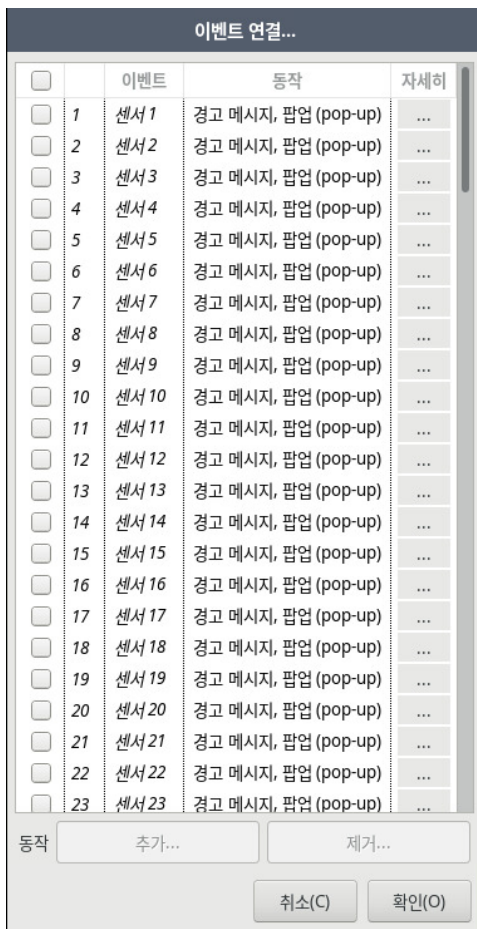 이벤트 연결...
이벤트 동작 자세히
1 센서 1 경고 메시지, 팝업 (pop-up) ...
2 센서 2 경고 메시지, 팝업 (pop-up) ...
3 센서 3 경고 메시지, 팝업 (pop-up) ...
4 센서 4 경고 메시지, 팝업 (pop-up) ...
5 센서 5 경고 메시지, 팝업 (pop-up) ...
6 센서 6 경고 메시지, 팝업 (pop-up) ...
7 센서 7 경고 메시지, 팝업 (pop-up) ...
8 센서 8 경고 메시지, 팝업 (pop-up) ...
9 센서 9 경고 메시지, 팝업 (pop-up) ...
10 센서 10 경고 메시지, 팝업 (pop-up) ...
11 센서 11 경고 메시지, 팝업 (pop-up) ...
12 센서 12 경고 메시지, 팝업 (pop-up) ...
13 센서 13 경고 메시지, 팝업 (pop-up) ...
14 센서 14 경고 메시지, 팝업 (pop-up) ...
15 센서 15 경고 메시지, 팝업 (pop-up) ...
16 센서 16 경고 메시지, 팝업 (pop-up) ...
17 센서 17 경고 메시지, 팝업 (pop-up) ...
18 센서 18 경고 메시지, 팝업 (pop-up) ...
19 센서 19 경고 메시지, 팝업 (pop-up) ...
20 센서 20 경고 메시지, 팝업 (pop-up) ...
21 센서 21 경고 메시지, 팝업 (pop-up) ...
22 센서 22 경고 메시지, 팝업 (pop-up) ...
23 센서 23 경고 메시지, 팝업 (pop-up) ...
동작 추가... 제거...
취소(C) 확인(O)